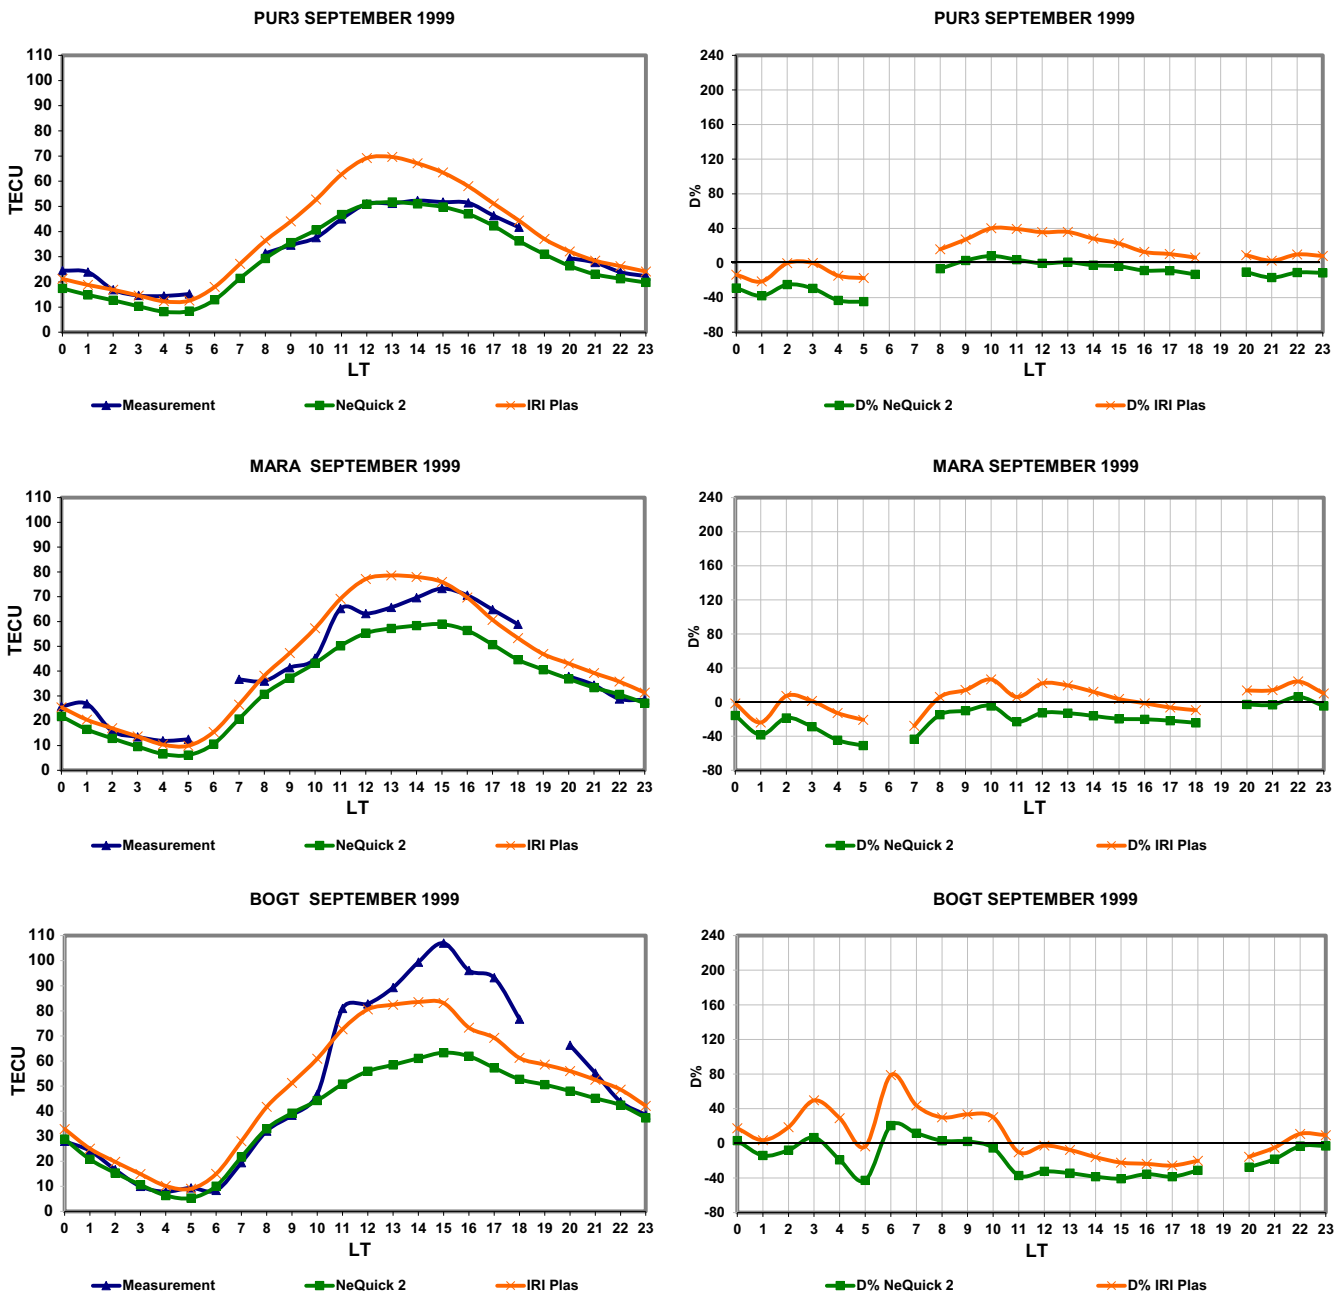 PUR3 SEPTEMBER 1999
110
100
90
80
70
60
50
40
30
20
10
0
TECU
0 1 2 3 4 5 6 7 8 9 10 11 12 13 14 15 16 17 18 19 20 21 22 23
LT
Measurement NeQuick 2 IRI Plas
PUR3 SEPTEMBER 1999
240
200
160
120
80
40
0
-40
-80
D%
0 1 2 3 4 5 6 7 8 9 10 11 12 13 14 15 16 17 18 19 20 21 22 23
LT
D% NeQuick 2 D% IRI Plas
MARA SEPTEMBER 1999
110
100
90
80
70
60
50
40
30
20
10
0
TECU
0 1 2 3 4 5 6 7 8 9 10 11 12 13 14 15 16 17 18 19 20 21 22 23
LT
Measurement NeQuick 2 IRI Plas
MARA SEPTEMBER 1999
240
200
160
120
80
40
0
-40
-80
D%
0 1 2 3 4 5 6 7 8 9 10 11 12 13 14 15 16 17 18 19 20 21 22 23
LT
D% NeQuick 2 D% IRI Plas
BOGT SEPTEMBER 1999
110
100
90
80
70
60
50
40
30
20
10
0
TECU
0 1 2 3 4 5 6 7 8 9 10 11 12 13 14 15 16 17 18 19 20 21 22 23
LT
Measurement NeQuick 2 IRI Plas
BOGT SEPTEMBER 1999
240
200
160
120
80
40
0
-40
-80
D%
0 1 2 3 4 5 6 7 8 9 10 11 12 13 14 15 16 17 18 19 20 21 22 23
LT
D% NeQuick 2 D% IRI Plas